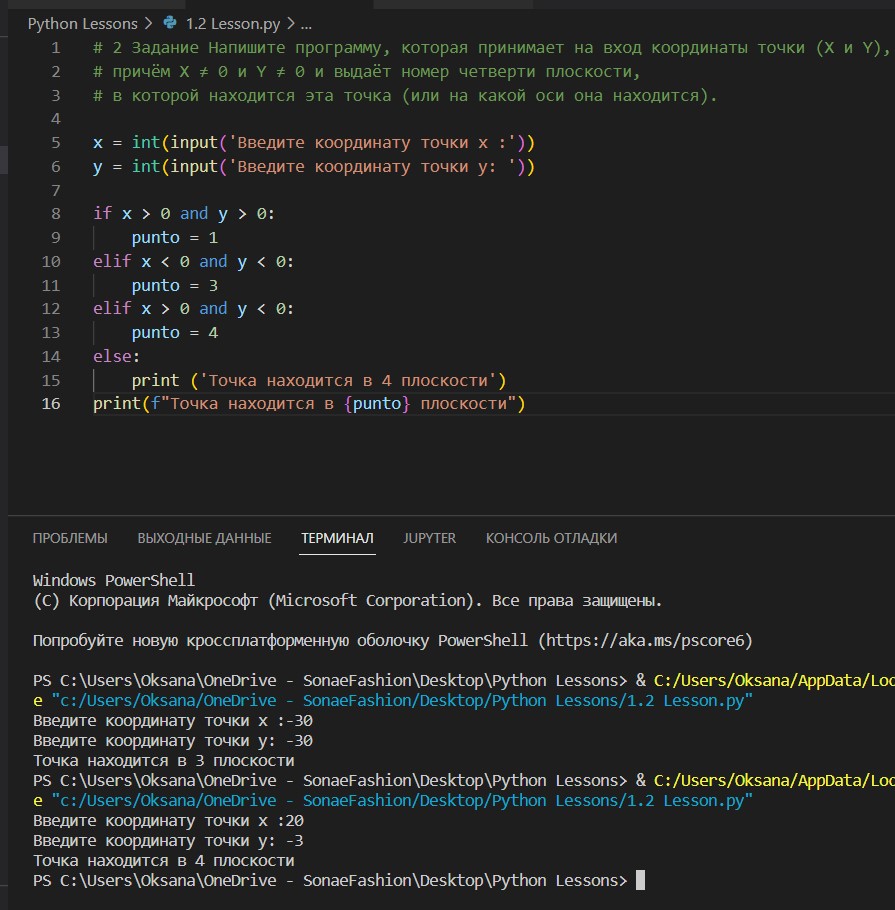 Python Lessons > 1.2 Lesson.py > ...
1 # 2 Задание Напишите программу, которая принимает на вход координаты точки (X и Y),
2 # причём X ≠ 0 и Y ≠ 0 и выдаёт номер четверти плоскости,
3 # в которой находится эта точка (или на какой оси она находится).
4
5 x = int(input('Введите координату точки x :'))
6 y = int(input('Введите координату точки y: '))
7
8 if x > 0 and y > 0:
9 punto = 1
10 elif x < 0 and y < 0:
11 punto = 3
12 elif x > 0 and y < 0:
13 punto = 4
14 else:
15 print ('Точка находится в 4 плоскости')
16 print(f"Точка находится в {punto} плоскости")
ПРОБЛЕМЫ ВЫХОДНЫЕ ДАННЫЕ ТЕРМИНАЛ JUPYTER КОНСОЛЬ ОТЛАДКИ
Windows PowerShell
(C) Корпорация Майкрософт (Microsoft Corporation). Все права защищены.
Попробуйте новую кроссплатформенную оболочку PowerShell (https://aka.ms/pscore6)
PS C:\Users\Oksana\OneDrive - SonaeFashion\Desktop\Python Lessons> & C:/Users/Oksana/AppData/Loc
e "c:/Users/Oksana/OneDrive - SonaeFashion/Desktop/Python Lessons/1.2 Lesson.py"
Введите координату точки x :-30
Введите координату точки y: -30
Точка находится в 3 плоскости
PS C:\Users\Oksana\OneDrive - SonaeFashion\Desktop\Python Lessons> & C:/Users/Oksana/AppData/Loc
e "c:/Users/Oksana/OneDrive - SonaeFashion/Desktop/Python Lessons/1.2 Lesson.py"
Введите координату точки x :20
Введите координату точки y: -3
Точка находится в 4 плоскости
PS C:\Users\Oksana\OneDrive - SonaeFashion\Desktop\Python Lessons>